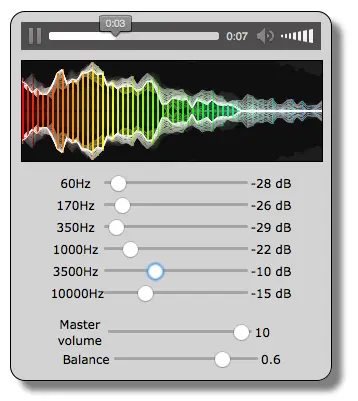 0:03
0:07
60Hz -28 dB
170Hz -26 dB
350Hz -29 dB
1000Hz -22 dB
3500Hz -10 dB
10000Hz -15 dB
Master
volume 10
Balance 0.6